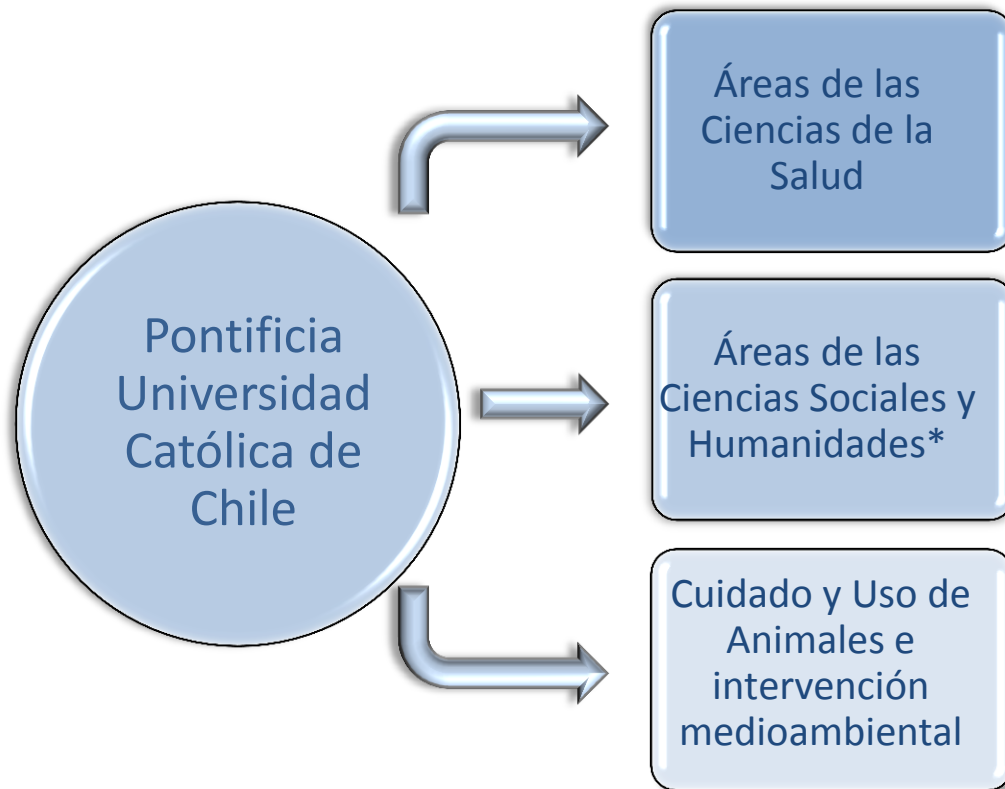 Pontificia
Universidad
Católica de
Chile
Áreas de las
Ciencias de la
Salud
Áreas de las
Ciencias Sociales y
Humanidades*
Cuidado y Uso de
Animales e
intervención
medioambiental